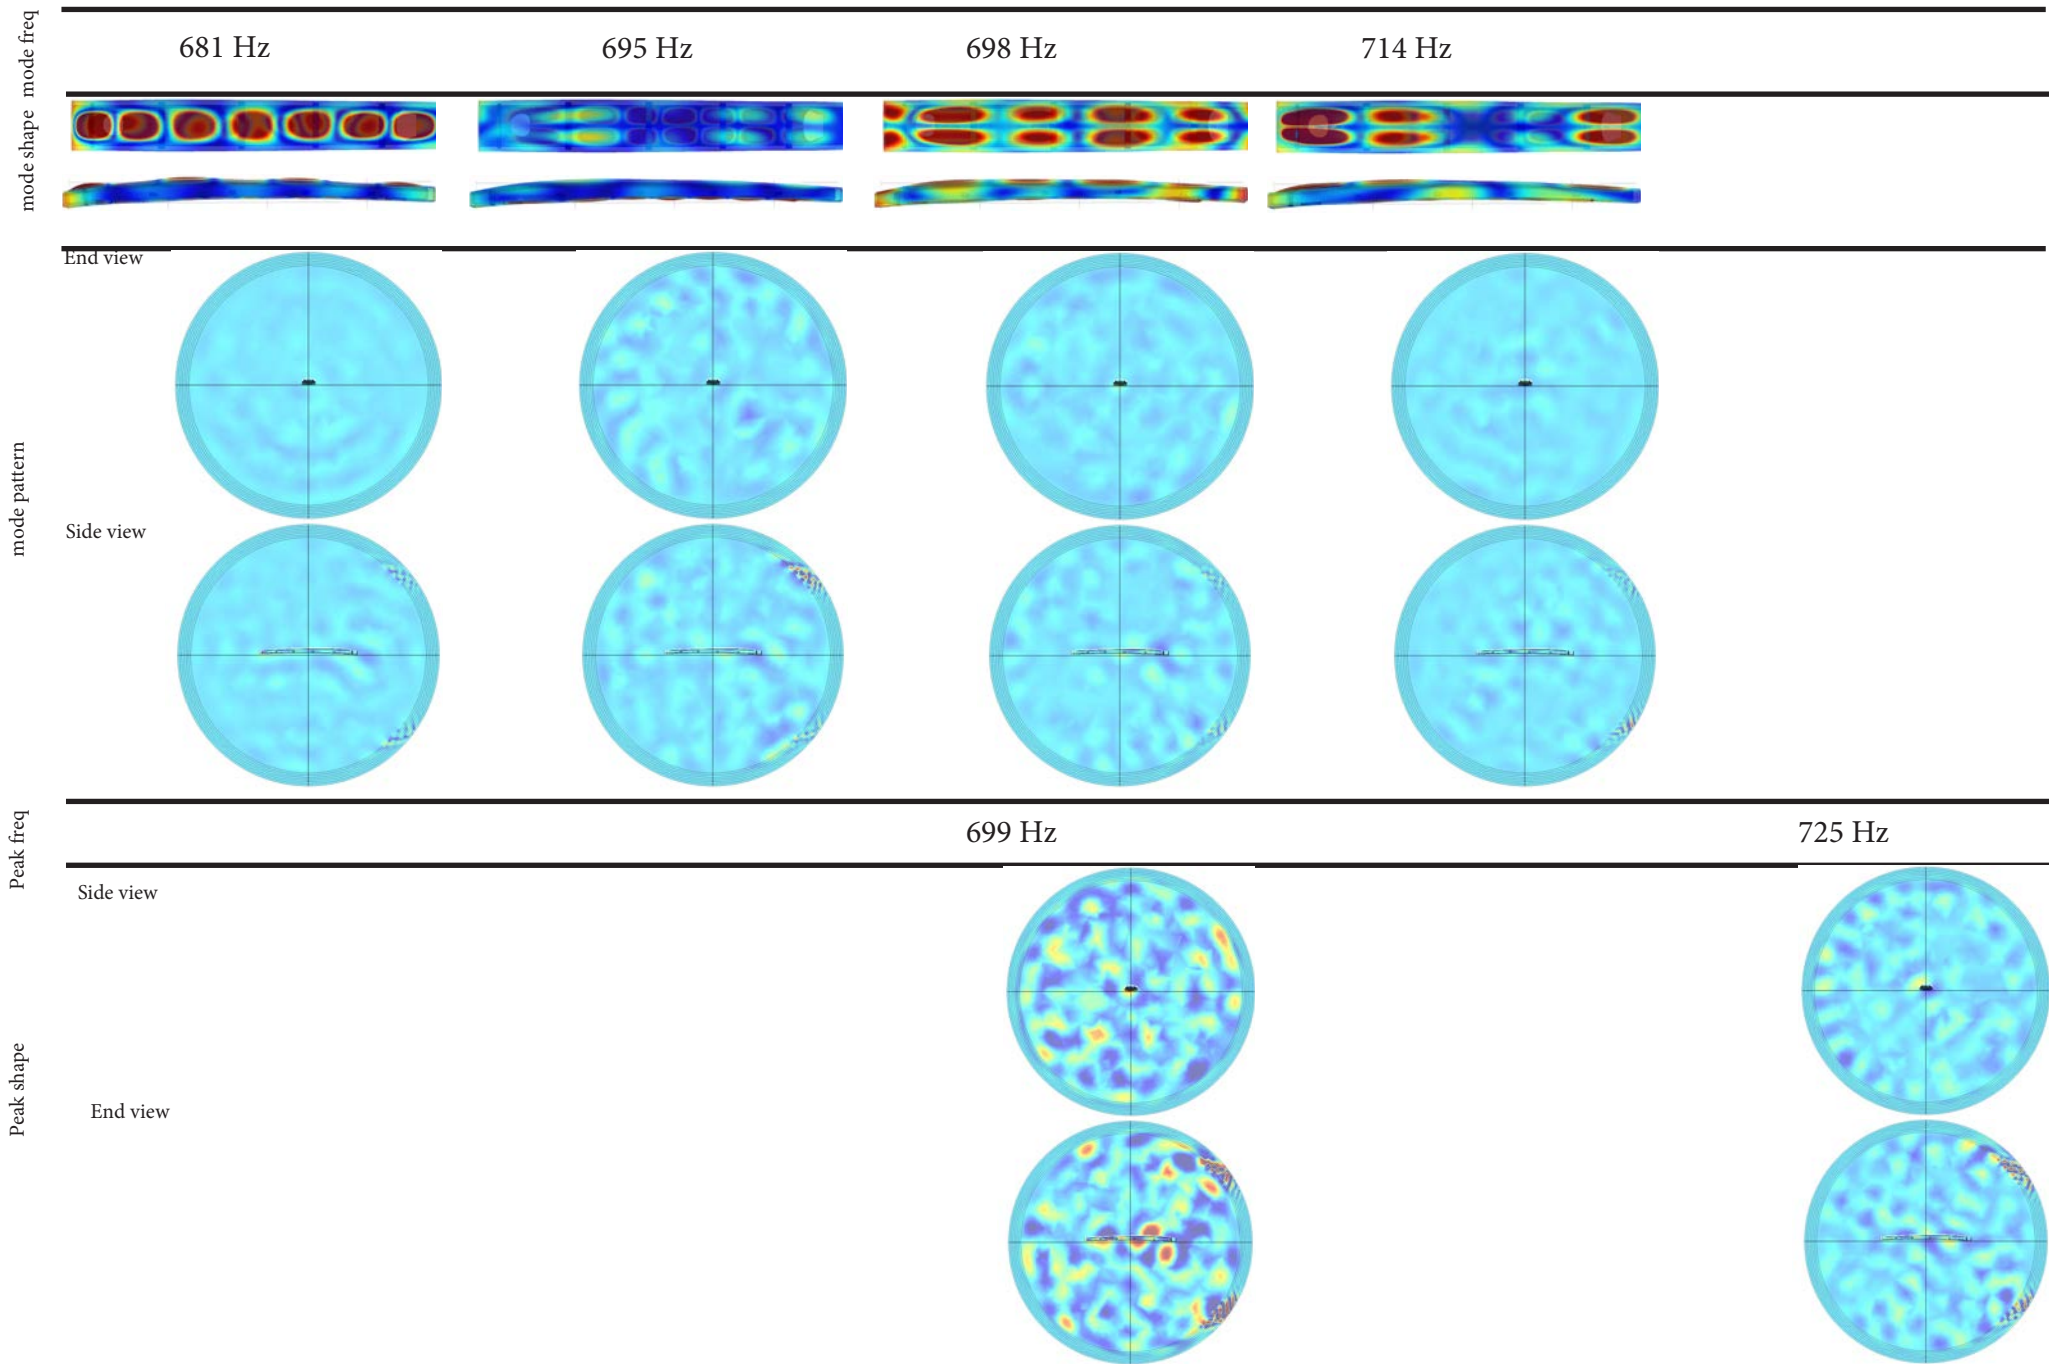 mode freq
681 Hz
695 Hz
698 Hz
714 Hz
mode shape
End view
mode pattern
Side view
Peak freq
699 Hz
725 Hz
Side view
Peak shape
End view